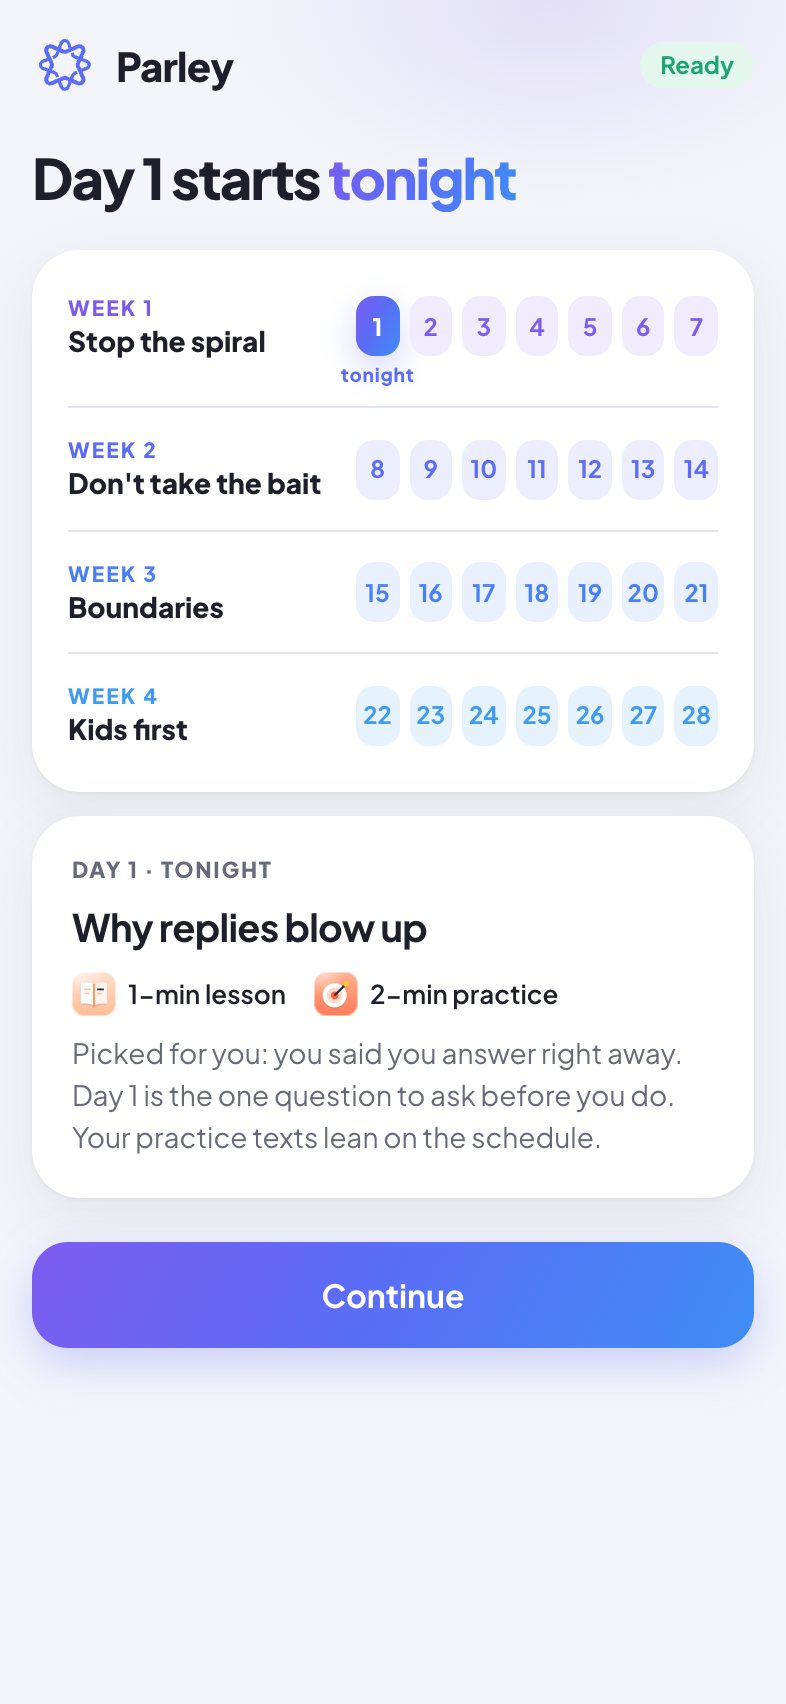 Parley
Ready
Day 1 starts tonight
WEEK 1
Stop the spiral
1 2 3 4 5 6 7
tonight
WEEK 2
Don't take the bait
8 9 10 11 12 13 14
WEEK 3
Boundaries
15 16 17 18 19 20 21
WEEK 4
Kids first
22 23 24 25 26 27 28
DAY 1 · TONIGHT
Why replies blow up
1–min lesson 2–min practice
Picked for you: you said you answer right away.
Day 1 is the one question to ask before you do.
Your practice texts lean on the schedule.
Continue